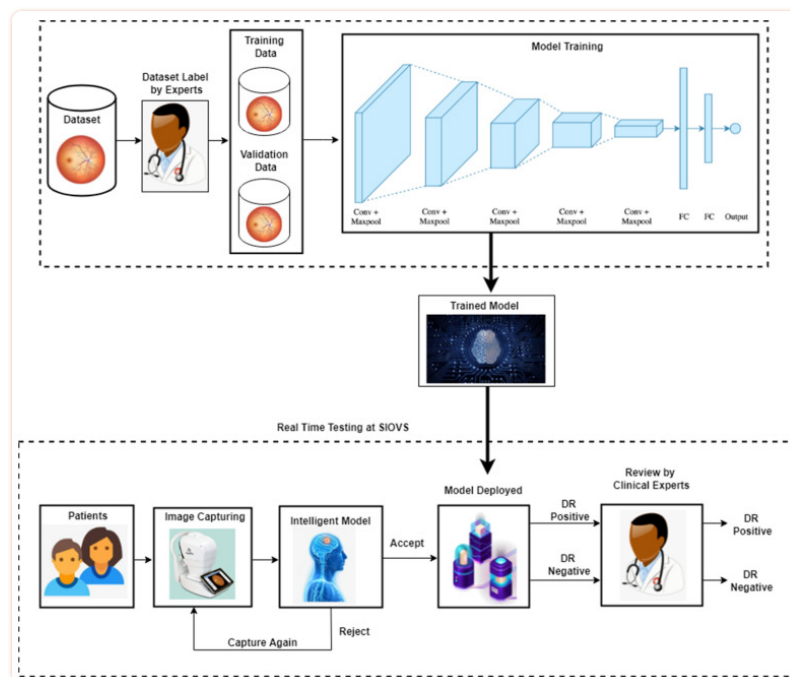 Training
Data
Model Training
Dataset Label
by Experts
Dataset
Validation
Data
Conv +
Maxpool
Conv +
Maxpool
Conv +
Maxpool
Conv +
Maxpool
Conv +
Maxpool
FC
FC
Output
Trained Model
Real Time Testing at SIOVS
Patients
Image Capturing
Intelligent Model
Accept
Reject
Capture Again
Model Deployed
DR
Positive
DR
Negative
Review by
Clinical Experts
DR
Positive
DR
Negative